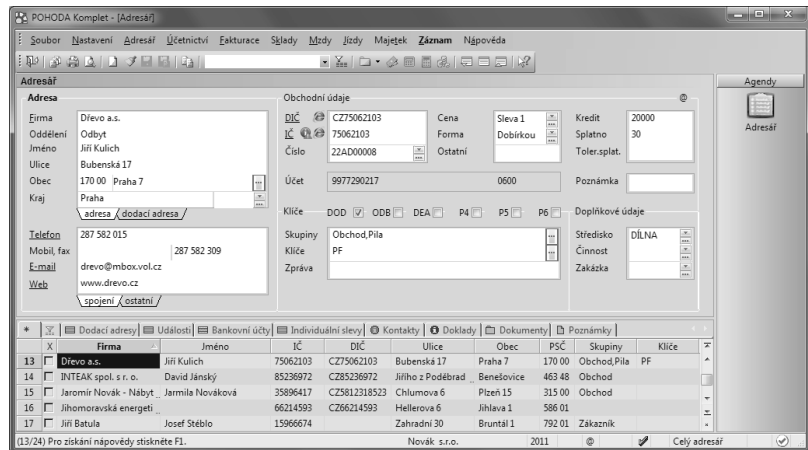 POHODA Komplet - [Adresář]
Soubor Nastavení Adresář Účetnictví Fakturace Sklady Mzdy Jízdy Majetek Záznam Nápověda
Adresář
Agendy
Adresář
Adresa
Firma Dřevo a.s.
Oddělení Odbyt
Jméno Jiří Kulich
Ulice Bubenská 17
Obec 170 00 Praha 7
Kraj Praha
adresa dodací adresa
Telefon 287 582 015
Mobil, fax 287 582 309
E-mail drevo@mbox.vol.cz
Web www.drevo.cz
spojení ostatní
Obchodní údaje @
DIČ CZ75062103 Cena Sleva 1 Kredit 20000
IČ 75062103 Forma Dobírkou Splatno 30
Číslo 22AD00008 Ostatní Toler.splat.
Účet 9977290217 0600 Poznámka
Klíče DOD ODB DEA P4 P5 P6 Doplňkové údaje
Skupiny Obchod,Pila Středisko DÍLNA
Klíče PF Činnost
Zpráva Zakázka
* Dodací adresy Události Bankovní účty Individuální slevy Kontakty Doklady Dokumenty Poznámky
X Firma Jméno IČ DIČ Ulice Obec PSČ Skupiny Klíče
13 Dřevo a.s. Jiří Kulich 75062103 CZ75062103 Bubenská 17 Praha 7 170 00 Obchod,Pila PF
14 INTEAK spol. s r. o. David Jánský 85236972 CZ85236972 Jiřího z Poděbrad Benešovice 463 48 Obchod
15 Jaromír Novák - Nábyt Jarmila Nováková 35896417 CZ5812318523 Chlumova 6 Plzeň 15 315 00 Obchod
16 Jihomoravská energeti 66214593 CZ66214593 Hellerova 6 Jihlava 1 586 01
17 Jiří Batula Josef Stéblo 15966674 Zahradní 30 Bruntál 1 792 01 Zákazník
(13/24) Pro získání nápovědy stiskněte F1. Novák s.r.o. 2011 @ Celý adresář